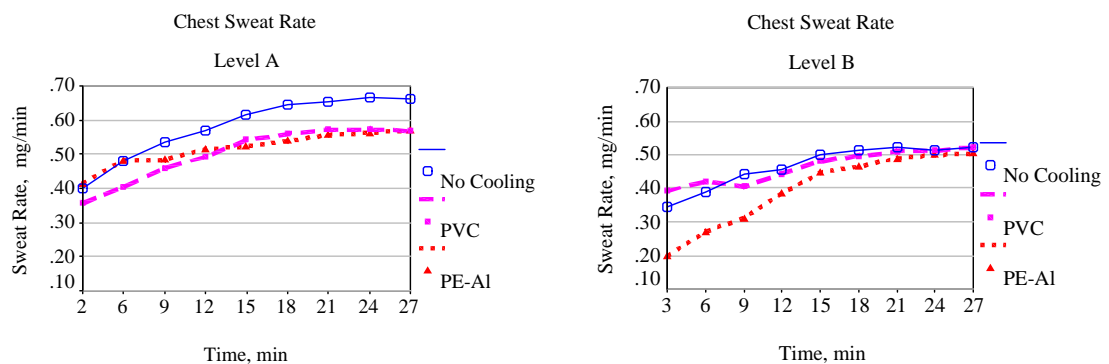 Chest Sweat Rate
Level A
Sweat Rate, mg/min
.70
.60
.50
.40
.30
.20
.10
2 6 9 12 15 18 21 24 27
Time, min
No Cooling
PVC
PE-Al
Chest Sweat Rate
Level B
Sweat Rate, mg/min
.70
.60
.50
.40
.30
.20
.10
3 6 9 12 15 18 21 24 27
Time, min
No Cooling
PVC
PE-Al